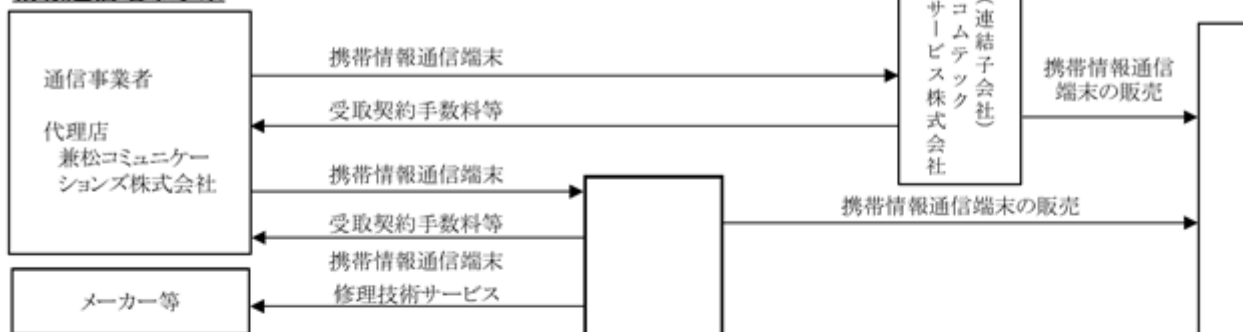 通信事業者
代理店
兼松コミュニケー
ションズ株式会社
携帯情報通信端末
受取契約手数料等
携帯情報通信端末
受取契約手数料等
携帯情報通信端末
修理技術サービス
メーカー等
(連結子会社)
コムテック
サービス株式会社
携帯情報通信
端末の販売
携帯情報通信端末の販売